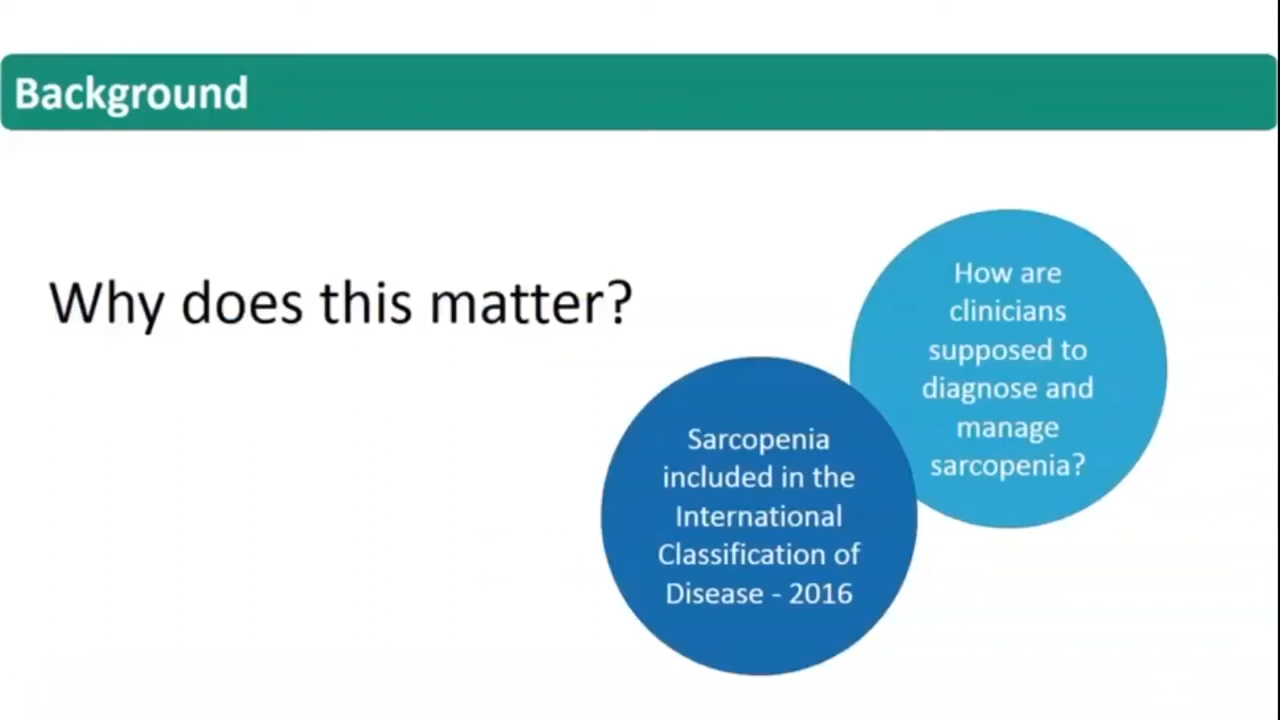 Background
Why does this matter?
How are
clinicians
supposed to
diagnose and
manage
sarcopenia?
Sarcopenia
included in the
International
Classification of
Disease - 2016